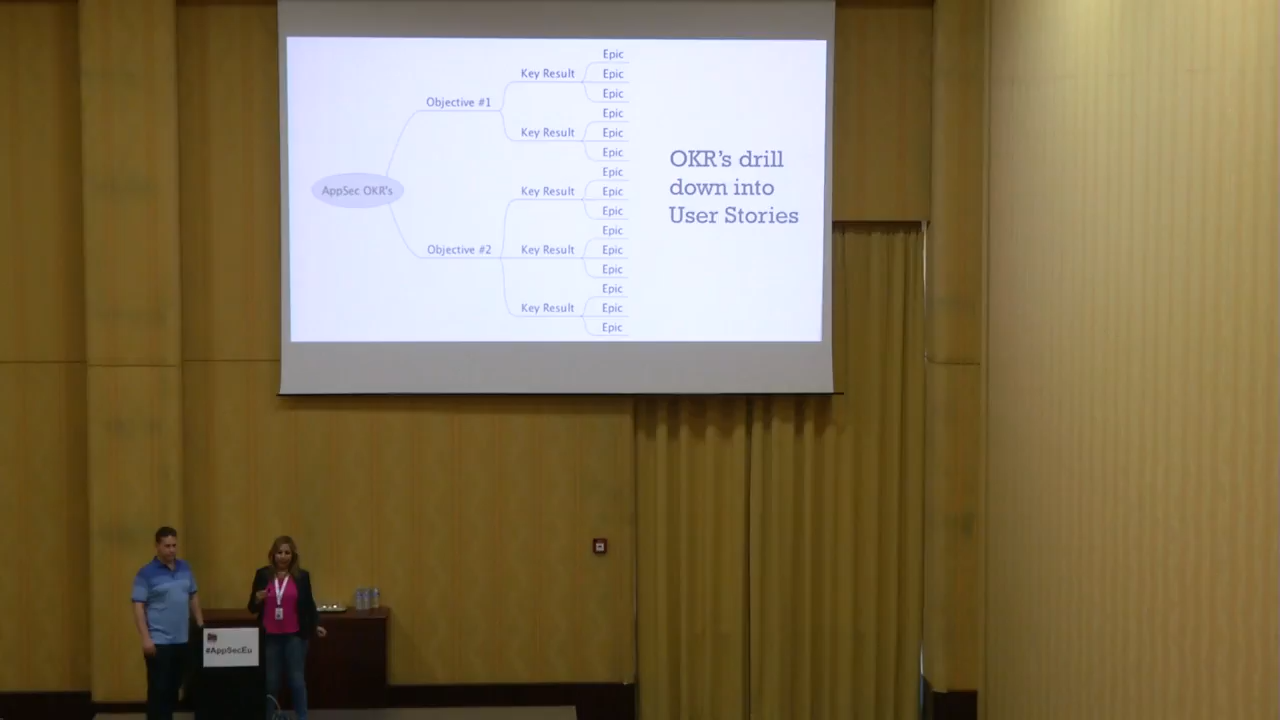 Epic
Key Result
Epic
Epic
Objective #1
Epic
Key Result
Epic
Epic
OKR's drill
down into
User Stories
AppSec OKR's
Epic
Key Result
Epic
Epic
Epic
Objective #2
Key Result
Epic
Epic
Epic
Key Result
Epic
Epic
#AppSecEu